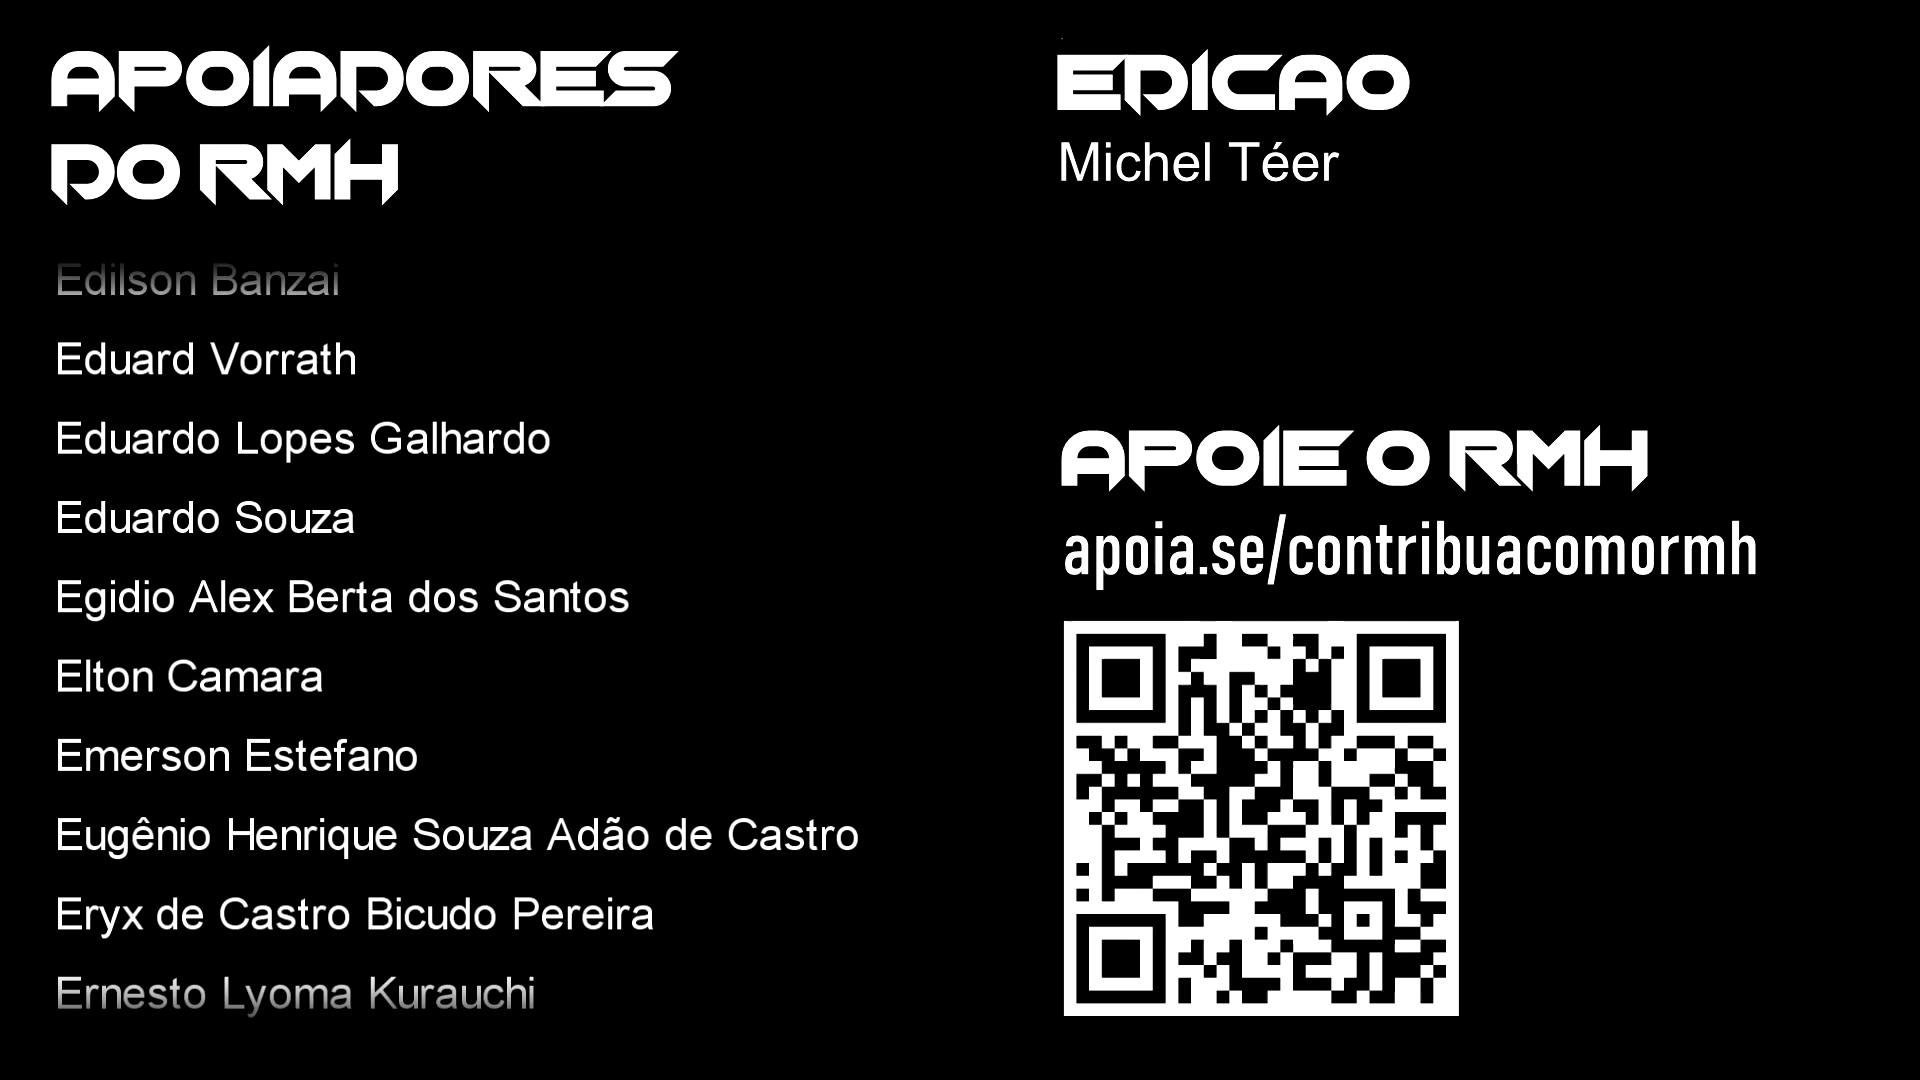 APOIADORES
DO RMH
Edilson Banzai
Eduard Vorrath
Eduardo Lopes Galhardo
Eduardo Souza
Egidio Alex Berta dos Santos
Elton Camara
Emerson Estefano
Eugênio Henrique Souza Adão de Castro
Eryx de Castro Bicudo Pereira
Ernesto Lyoma Kurauchi
EDICAO
Michel Téer
APOIE O RMH
apoia.se/contribuacomormh